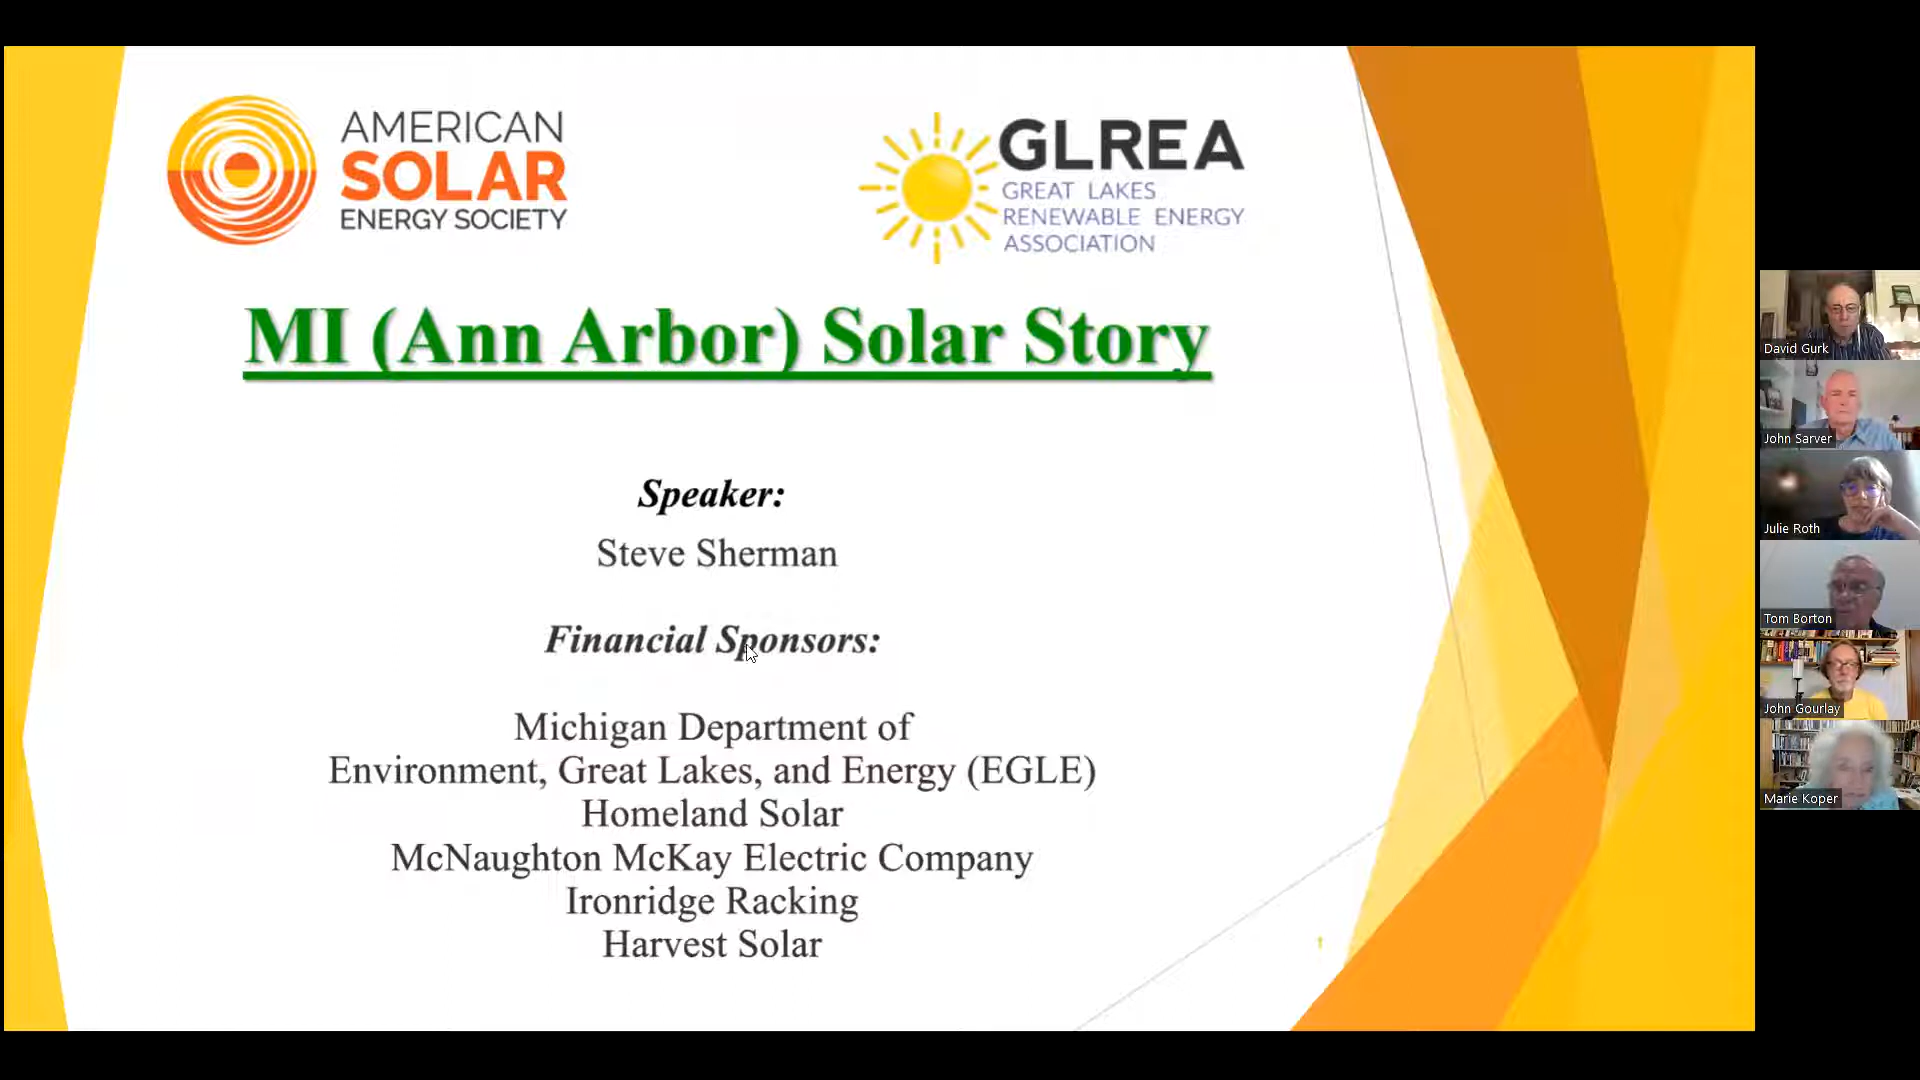 AMERICAN
SOLAR
ENERGY SOCIETY
GLREA
GREAT LAKES
RENEWABLE ENERGY
ASSOCIATION
MI (Ann Arbor) Solar Story
Speaker:
Steve Sherman
Financial Sponsors:
Michigan Department of
Environment, Great Lakes, and Energy (EGLE)
Homeland Solar
McNaughton McKay Electric Company
Ironridge Racking
Harvest Solar
David Gurk
John Sarver
Julie Roth
Tom Borton
John Gourlay
Marie Koper